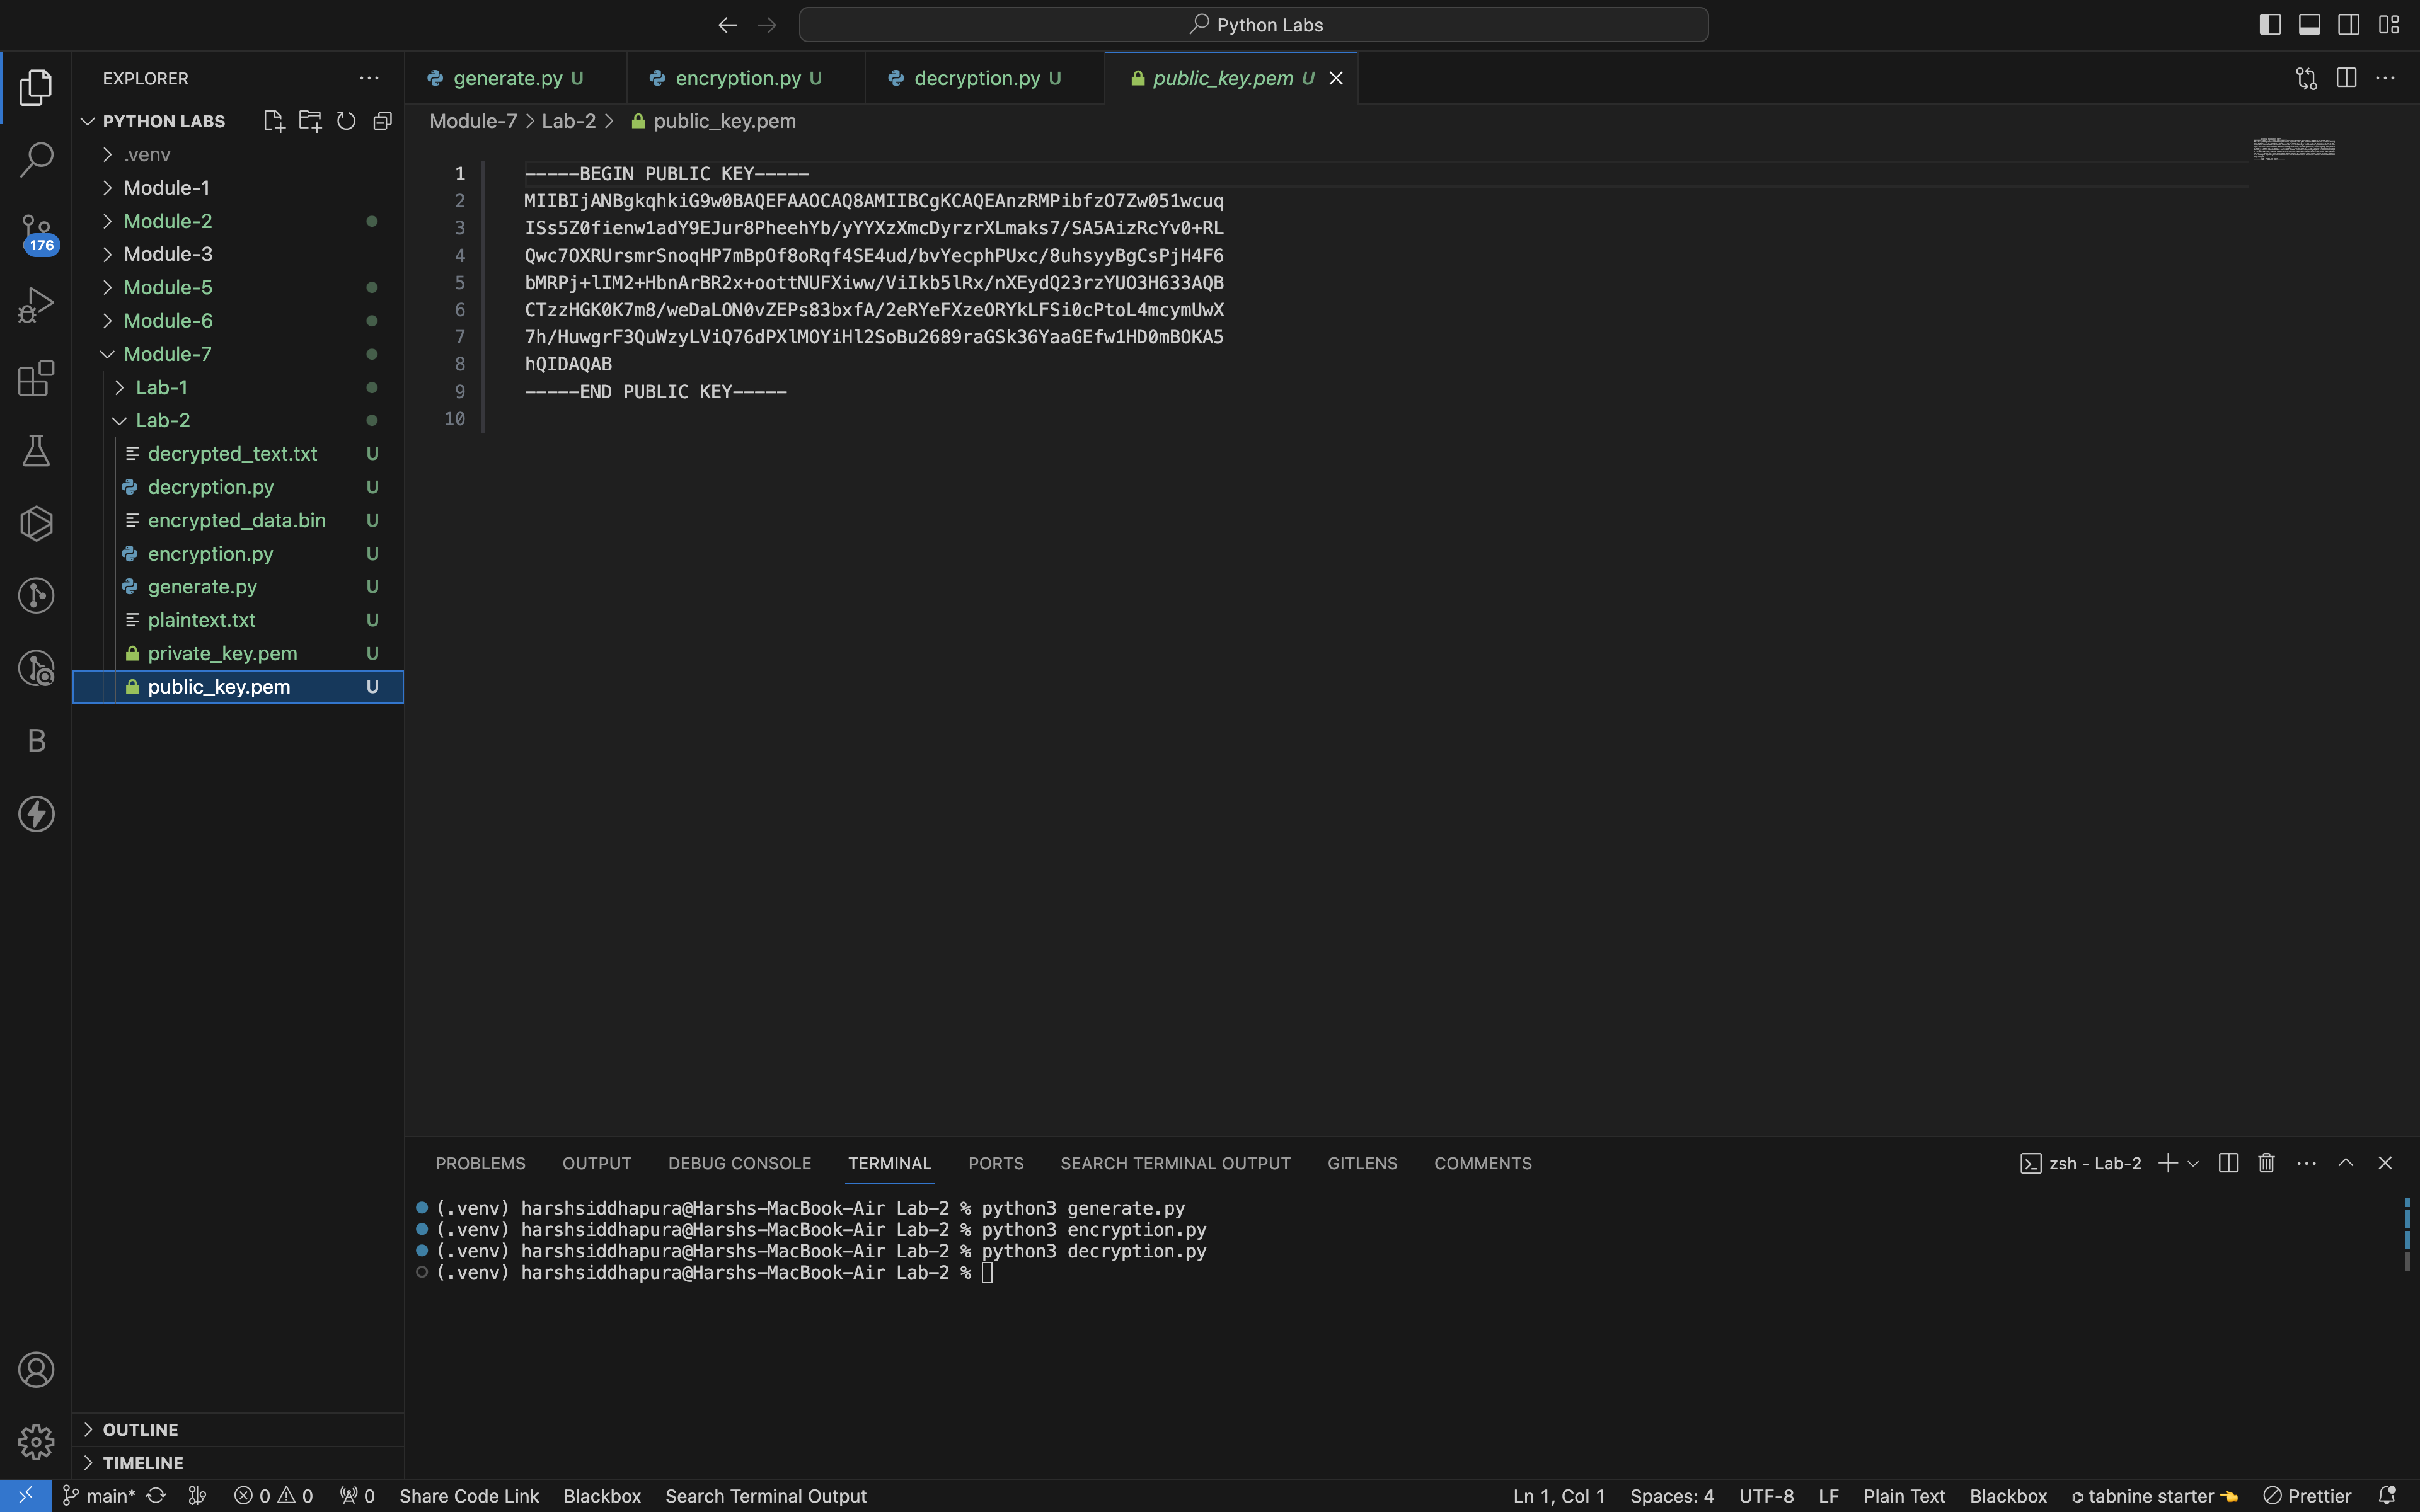 Python Labs
EXPLORER
PYTHON LABS
.venv
Module-1
Module-2
Module-3
Module-5
Module-6
Module-7
Lab-1
Lab-2
decrypted_text.txt U
decryption.py U
encrypted_data.bin U
encryption.py U
generate.py U
plaintext.txt U
private_key.pem U
public_key.pem U
OUTLINE
TIMELINE
176
B
generate.py U encryption.py U decryption.py U public_key.pem U
Module-7 > Lab-2 > public_key.pem
1 -----BEGIN PUBLIC KEY-----
2 MIIBIjANBgkqhkiG9w0BAQEFAAOCAQ8AMIIBCgKCAQEAnzRMPibfzO7Zw051wcuq
3 ISs5Z0fienw1adY9EJur8PheehYb/yYYXzXmcDyrzrXLmaks7/SA5AizRcYv0+RL
4 Qwc7OXRUrsmrSnoqHP7mBpOf8oRqf4SE4ud/bvYecphPUxc/8uhsyyBgCsPjH4F6
5 bMRPj+lIM2+HbnArBR2x+oottNUFXiww/ViIkb5lRx/nXEydQ23rzYUO3H633AQB
6 CTzzHGK0K7m8/weDaLON0vZEPs83bxfA/2eRYeFXzeORYkLFSi0cPtoL4mcymUwX
7 7h/HuwgrF3QuWzyLViQ76dPXlMOYiHl2SoBu2689raGSk36YaaGEfw1HD0mBOKA5
8 hQIDAQAB
9 -----END PUBLIC KEY-----
10
PROBLEMS OUTPUT DEBUG CONSOLE TERMINAL PORTS SEARCH TERMINAL OUTPUT GITLENS COMMENTS zsh - Lab-2
(.venv) harshsiddhapura@Harshs-MacBook-Air Lab-2 % python3 generate.py
(.venv) harshsiddhapura@Harshs-MacBook-Air Lab-2 % python3 encryption.py
(.venv) harshsiddhapura@Harshs-MacBook-Air Lab-2 % python3 decryption.py
(.venv) harshsiddhapura@Harshs-MacBook-Air Lab-2 %
main* 0 0 0 Share Code Link Blackbox Search Terminal Output Ln 1, Col 1 Spaces: 4 UTF-8 LF Plain Text Blackbox tabnine starter Prettier